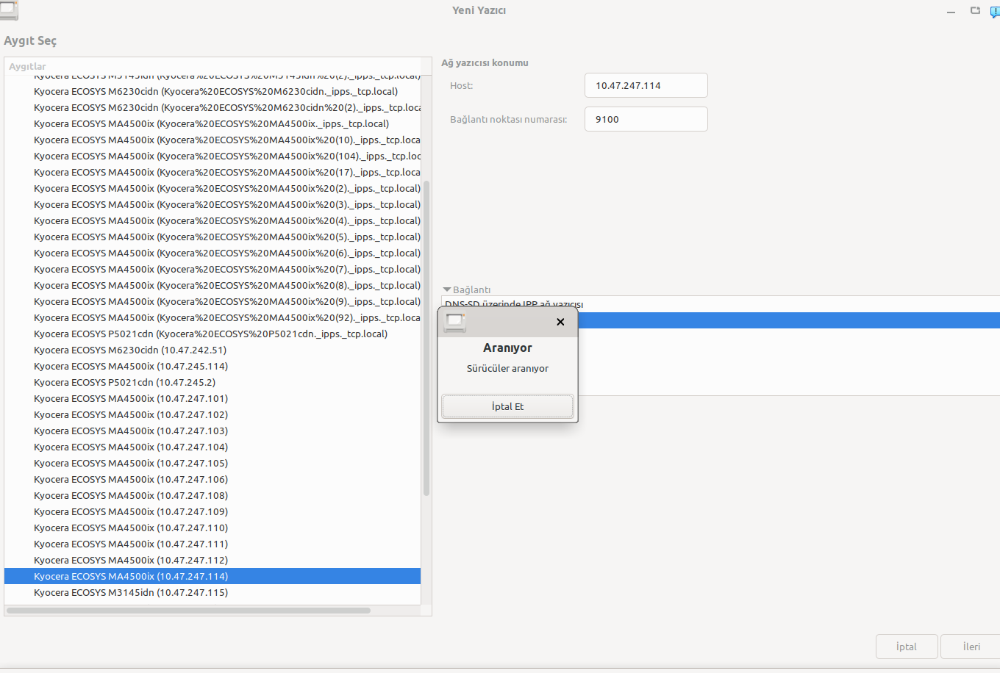 Yeni Yazıcı
Aygıt Seç
Aygıtlar
Kyocera ECOSYS M3145idn (Kyocera%20ECOSYS%20M3145idn%20(2)._ipps._tcp.local)
Kyocera ECOSYS M6230cidn (Kyocera%20ECOSYS%20M6230cidn._ipps._tcp.local)
Kyocera ECOSYS M6230cidn (Kyocera%20ECOSYS%20M6230cidn%20(2)._ipps._tcp.loca
Kyocera ECOSYS MA4500ix (Kyocera%20ECOSYS%20MA4500ix._ipps._tcp.local)
Kyocera ECOSYS MA4500ix (Kyocera%20ECOSYS%20MA4500ix%20(10)._ipps._tcp.loca
Kyocera ECOSYS MA4500ix (Kyocera%20ECOSYS%20MA4500ix%20(104)._ipps._tcp.loc
Kyocera ECOSYS MA4500ix (Kyocera%20ECOSYS%20MA4500ix%20(17)._ipps._tcp.loca
Kyocera ECOSYS MA4500ix (Kyocera%20ECOSYS%20MA4500ix%20(2)._ipps._tcp.local)
Kyocera ECOSYS MA4500ix (Kyocera%20ECOSYS%20MA4500ix%20(3)._ipps._tcp.local)
Kyocera ECOSYS MA4500ix (Kyocera%20ECOSYS%20MA4500ix%20(4)._ipps._tcp.local)
Kyocera ECOSYS MA4500ix (Kyocera%20ECOSYS%20MA4500ix%20(5)._ipps._tcp.local)
Kyocera ECOSYS MA4500ix (Kyocera%20ECOSYS%20MA4500ix%20(6)._ipps._tcp.local)
Kyocera ECOSYS MA4500ix (Kyocera%20ECOSYS%20MA4500ix%20(7)._ipps._tcp.local)
Kyocera ECOSYS MA4500ix (Kyocera%20ECOSYS%20MA4500ix%20(8)._ipps._tcp.local)
Kyocera ECOSYS MA4500ix (Kyocera%20ECOSYS%20MA4500ix%20(9)._ipps._tcp.local)
Kyocera ECOSYS MA4500ix (Kyocera%20ECOSYS%20MA4500ix%20(92)._ipps._tcp.loca
Kyocera ECOSYS P5021cdn (Kyocera%20ECOSYS%20P5021cdn._ipps._tcp.local)
Kyocera ECOSYS M6230cidn (10.47.242.51)
Kyocera ECOSYS MA4500ix (10.47.245.114)
Kyocera ECOSYS P5021cdn (10.47.245.2)
Kyocera ECOSYS MA4500ix (10.47.247.101)
Kyocera ECOSYS MA4500ix (10.47.247.102)
Kyocera ECOSYS MA4500ix (10.47.247.103)
Kyocera ECOSYS MA4500ix (10.47.247.104)
Kyocera ECOSYS MA4500ix (10.47.247.105)
Kyocera ECOSYS MA4500ix (10.47.247.106)
Kyocera ECOSYS MA4500ix (10.47.247.108)
Kyocera ECOSYS MA4500ix (10.47.247.109)
Kyocera ECOSYS MA4500ix (10.47.247.110)
Kyocera ECOSYS MA4500ix (10.47.247.111)
Kyocera ECOSYS MA4500ix (10.47.247.112)
Kyocera ECOSYS MA4500ix (10.47.247.114)
Kyocera ECOSYS M3145idn (10.47.247.115)
Ağ yazıcısı konumu
Host: 10.47.247.114
Bağlantı noktası numarası: 9100
Bağlantı
DNS-SD üzerinde IPP ağ yazıcısı
Aranıyor
Sürücüler aranıyor
İptal Et
İptal
İleri